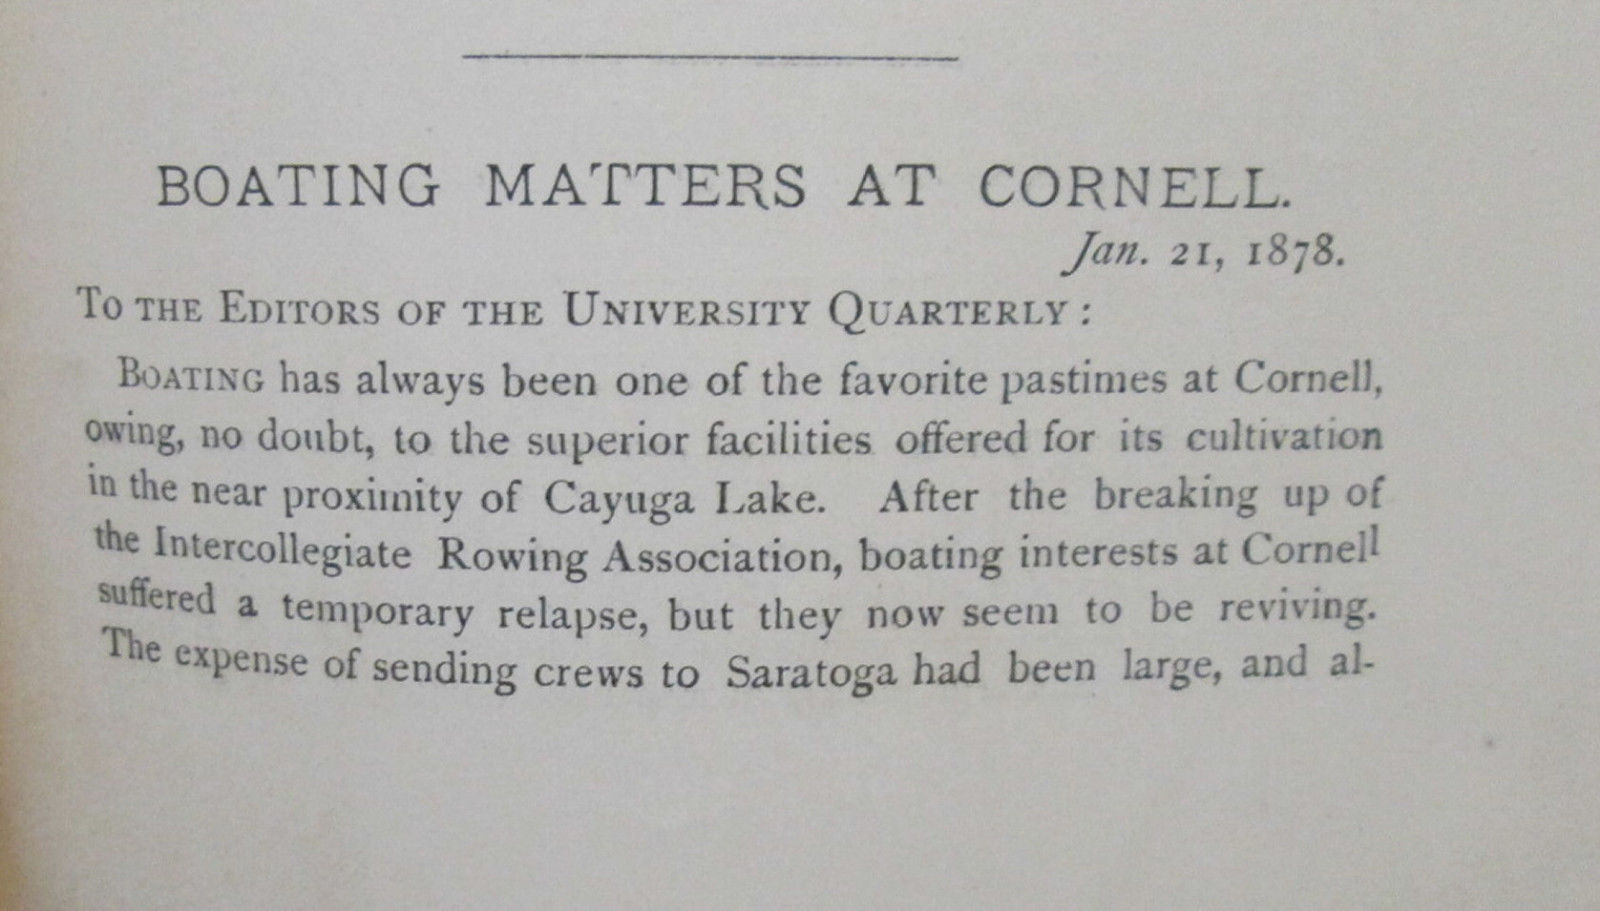 BOATING MATTERS AT CORNELL.
Jan. 21, 1878.
TO THE EDITORS OF THE UNIVERSITY QUARTERLY:
BOATING has always been one of the favorite pastimes at Cornell,
owing, no doubt, to the superior facilities offered for its cultivation
in the near proximity of Cayuga Lake. After the breaking up of
the Intercollegiate Rowing Association, boating interests at Cornell
suffered a temporary relapse, but they now seem to be reviving.
The expense of sending crews to Saratoga had been large, and al-